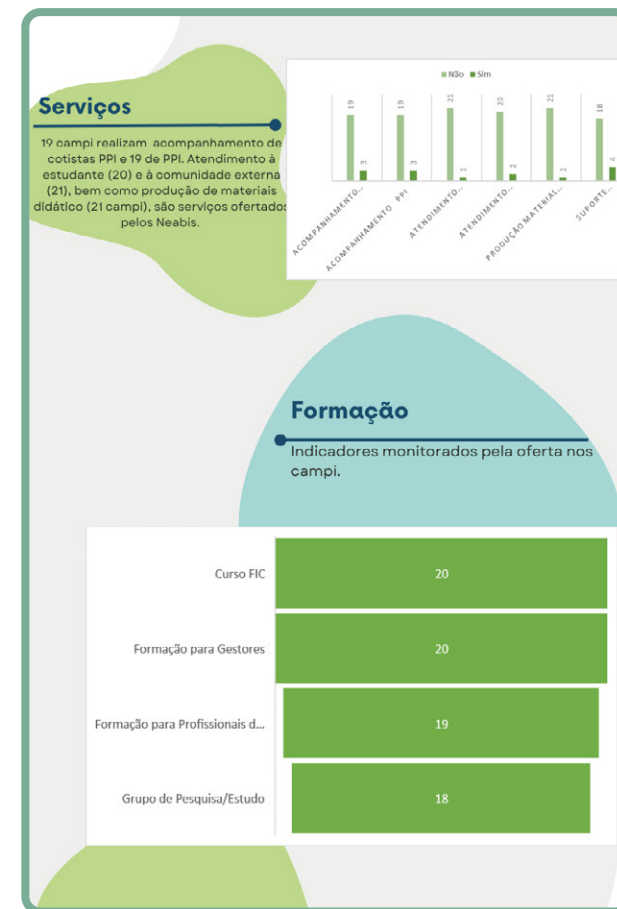 Serviços
19 campi realizam acompanhamento de
cotistas PPI e 19 de PPI. Atendimento à
estudante (20) e à comunidade externa
(21), bem como produção de materiais
didático (21 campi), são serviços ofertados
pelos Neabis.
Não Sim
19 3 19 3 21 1 20 2 21 1 18 4
ACOMPANHAMENTO...
ACOMPANHAMENTO PPI
ATENDIMENTO...
ATENDIMENTO...
PRODUÇÃO MATERIAL...
SUPORTE...
Formação
Indicadores monitorados pela oferta nos
campi.
Curso FIC 20
Formação para Gestores 20
Formação para Profissionais d... 19
Grupo de Pesquisa/Estudo 18